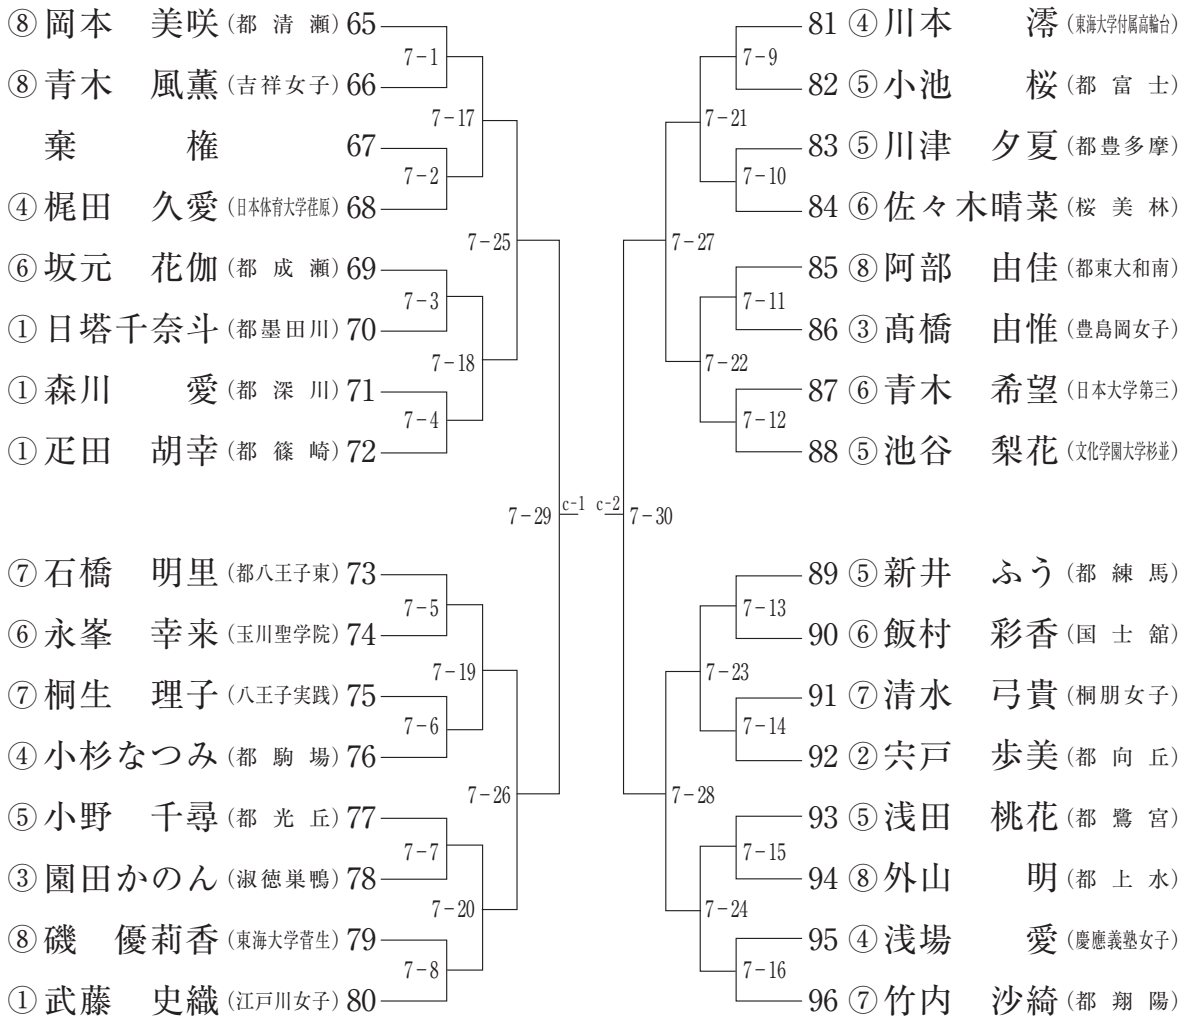 ⑧岡本 美咲(都清瀬)65
7-1
⑧青木 風薫(吉祥女子)66
7-17
棄 権 67
7-2
④梶田 久愛(日本体育大学荏原)68
7-25
⑥坂元 花伽(都成瀬)69
7-3
①日塔千奈斗(都墨田川)70
7-18
①森川 愛(都深川)71
7-4
①疋田 胡幸(都篠崎)72
7-29
c-1
⑦石橋 明里(都八王子東)73
7-5
⑥永峯 幸来(玉川聖学院)74
7-19
⑦桐生 理子(八王子実践)75
7-6
④小杉なつみ(都駒場)76
7-26
⑤小野 千尋(都光丘)77
7-7
③園田かのん(淑徳巣鴨)78
7-20
⑧磯 優莉香(東海大学菅生)79
7-8
①武藤 史織(江戸川女子)80
81④川本 澪(東海大学付属高輪台)
7-9
82⑤小池 桜(都富士)
7-21
83⑤川津 夕夏(都豊多摩)
7-10
84⑥佐々木晴菜(桜美林)
7-27
85⑧阿部 由佳(都東大和南)
7-11
86③髙橋 由惟(豊島岡女子)
7-22
87⑥青木 希望(日本大学第三)
7-12
88⑤池谷 梨花(文化学園大学杉並)
c-2
7-30
89⑤新井 ふう(都練馬)
7-13
90⑥飯村 彩香(国士舘)
7-23
91⑦清水 弓貴(桐朋女子)
7-14
92②宍戸 歩美(都向丘)
7-28
93⑤浅田 桃花(都鷺宮)
7-15
94⑧外山 明(都上水)
7-24
95④浅場 愛(慶應義塾女子)
7-16
96⑦竹内 沙綺(都翔陽)